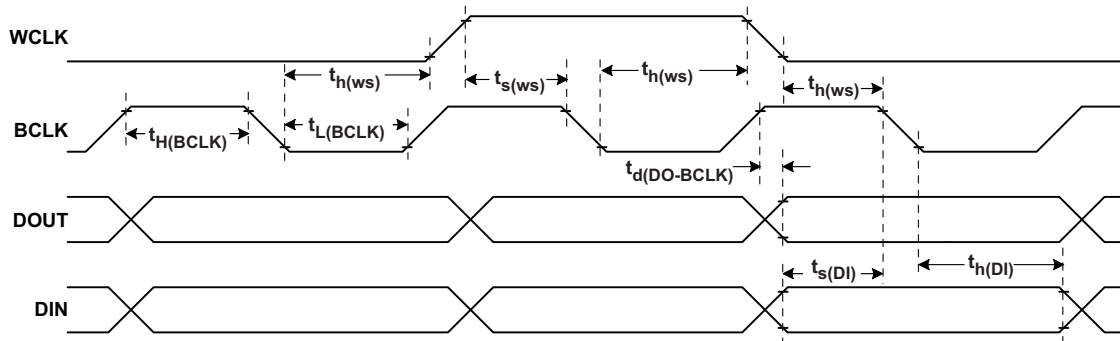 WCLK
t_h(ws)
t_s(ws)
t_h(ws)
t_h(ws)
BCLK
t_H(BCLK)
t_L(BCLK)
t_d(DO-BCLK)
DOUT
t_s(DI)
t_h(DI)
DIN